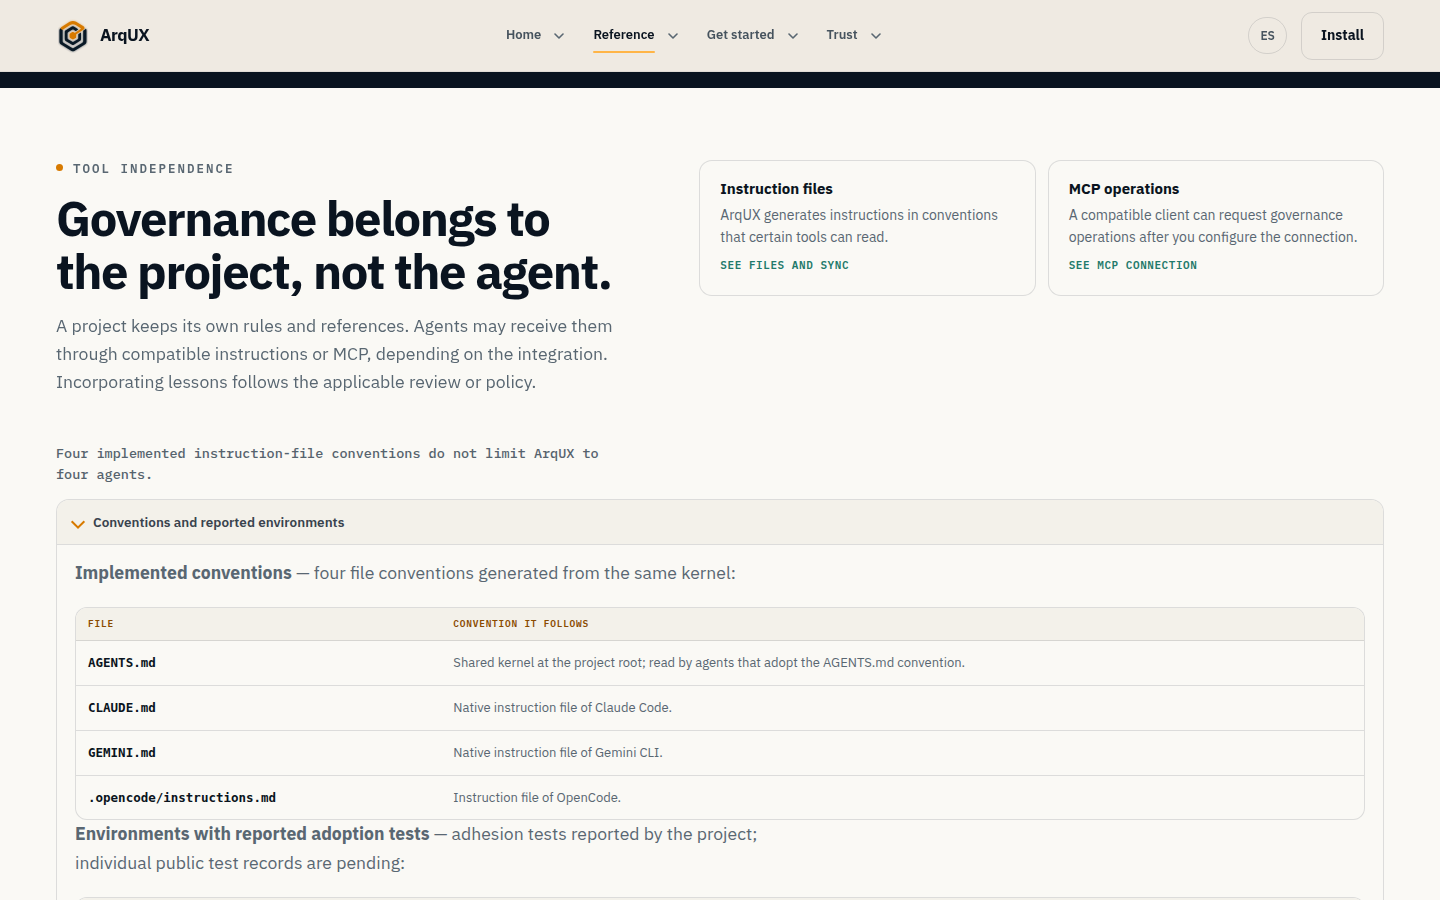 ArqUX
Home
Reference
Get started
Trust
ES
Install
TOOL INDEPENDENCE
Governance belongs to
the project, not the agent.
A project keeps its own rules and references. Agents may receive them
through compatible instructions or MCP, depending on the integration.
Incorporating lessons follows the applicable review or policy.
Instruction files
ArqUX generates instructions in conventions
that certain tools can read.
SEE FILES AND SYNC
MCP operations
A compatible client can request governance
operations after you configure the connection.
SEE MCP CONNECTION
Four implemented instruction-file conventions do not limit ArqUX to
four agents.
Conventions and reported environments
Implemented conventions — four file conventions generated from the same kernel:
FILE CONVENTION IT FOLLOWS
AGENTS.md Shared kernel at the project root; read by agents that adopt the AGENTS.md convention.
CLAUDE.md Native instruction file of Claude Code.
GEMINI.md Native instruction file of Gemini CLI.
.opencode/instructions.md Instruction file of OpenCode.
Environments with reported adoption tests — adhesion tests reported by the project;
individual public test records are pending: